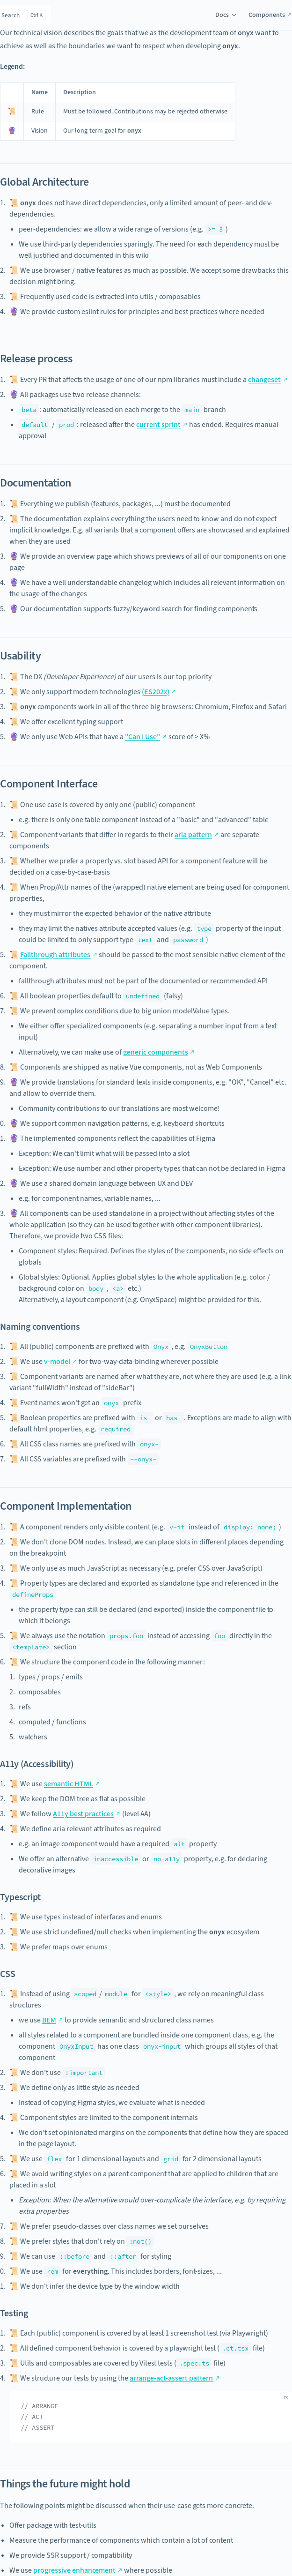 Search Ctrl K Docs Components
Our technical vision describes the goals that we as the development team of onyx want to
achieve as well as the boundaries we want to respect when developing onyx.
Legend:
Name Description
📜 Rule Must be followed. Contributions may be rejected otherwise
🔮 Vision Our long-term goal for onyx
Global Architecture
1. 📜 onyx does not have direct dependencies, only a limited amount of peer- and dev-
dependencies.
• peer-dependencies: we allow a wide range of versions (e.g. >= 3 )
• We use third-party dependencies sparingly. The need for each dependency must be
well justified and documented in this wiki
2. 📜 We use browser / native features as much as possible. We accept some drawbacks this
decision might bring.
3. 📜 Frequently used code is extracted into utils / composables
4. 🔮 We provide custom eslint rules for principles and best practices where needed
Release process
1. 📜 Every PR that affects the usage of one of our npm libraries must include a changeset
2. 🔮 All packages use two release channels:
• beta : automatically released on each merge to the main branch
• default / prod : released after the current sprint has ended. Requires manual
approval
Documentation
1. 📜 Everything we publish (features, packages, ...) must be documented
2. 📜 The documentation explains everything the users need to know and do not expect
implicit knowledge. E.g. all variants that a component offers are showcased and explained
when they are used
3. 🔮 We provide an overview page which shows previews of all of our components on one
page
4. 🔮 We have a well understandable changelog which includes all relevant information on
the usage of the changes
5. 🔮 Our documentation supports fuzzy/keyword search for finding components
Usability
1. 📜 The DX (Developer Experience) of our users is our top priority
2. 📜 We only support modern technologies (ES202x)
3. 📜 onyx components work in all of the three big browsers: Chromium, Firefox and Safari
4. 📜 We offer excellent typing support
5. 🔮 We only use Web APIs that have a "Can I Use" score of > X%
Component Interface
1. 📜 One use case is covered by only one (public) component
• e.g. there is only one table component instead of a "basic" and "advanced" table
2. 📜 Component variants that differ in regards to their aria pattern are separate
components
3. 📜 Whether we prefer a property vs. slot based API for a component feature will be
decided on a case-by-case-basis
4. 📜 When Prop/Attr names of the (wrapped) native element are being used for component
properties,
• they must mirror the expected behavior of the native attribute
• they may limit the natives attribute accepted values (e.g. type property of the input
could be limited to only support type text and password )
5. 📜 Fallthrough attributes should be passed to the most sensible native element of the
component.
• fallthrough attributes must not be part of the documented or recommended API
6. 📜 All boolean properties default to undefined (falsy)
7. 📜 We prevent complex conditions due to big union modelValue types.
• We either offer specialized components (e.g. separating a number input from a text
input)
• Alternatively, we can make use of generic components
8. 📜 Components are shipped as native Vue components, not as Web Components
9. 🔮 We provide translations for standard texts inside components, e.g. "OK", "Cancel" etc.
and allow to override them.
• Community contributions to our translations are most welcome!
0. 🔮 We support common navigation patterns, e.g. keyboard shortcuts
1. 🔮 The implemented components reflect the capabilities of Figma
• Exception: We can't limit what will be passed into a slot
• Exception: We use number and other property types that can not be declared in Figma
2. 🔮 We use a shared domain language between UX and DEV
• e.g. for component names, variable names, ...
3. 🔮 All components can be used standalone in a project without affecting styles of the
whole application (so they can be used together with other component libraries).
Therefore, we provide two CSS files:
• Component styles: Required. Defines the styles of the components, no side effects on
globals
• Global styles: Optional. Applies global styles to the whole application (e.g. color /
background color on body , <a> etc.)
Alternatively, a layout component (e.g. OnyxSpace) might be provided for this.
Naming conventions
1. 📜 All (public) components are prefixed with Onyx , e.g. OnyxButton
2. 📜 We use v-model for two-way-data-binding wherever possible
3. 📜 Component variants are named after what they are, not where they are used (e.g. a link
variant "fullWidth" instead of "sideBar")
4. 📜 Event names won't get an onyx prefix
5. 📜 Boolean properties are prefixed with is- or has- . Exceptions are made to align with
default html properties, e.g. required
6. 📜 All CSS class names are prefixed with onyx-
7. 📜 All CSS variables are prefixed with --onyx-
Component Implementation
1. 📜 A component renders only visible content (e.g. v-if instead of display: none; )
2. 📜 We don't clone DOM nodes. Instead, we can place slots in different places depending
on the breakpoint
3. 📜 We only use as much JavaScript as necessary (e.g. prefer CSS over JavaScript)
4. 📜 Property types are declared and exported as standalone type and referenced in the
defineProps
• the property type can still be declared (and exported) inside the component file to
which it belongs
5. 📜 We always use the notation props.foo instead of accessing foo directly in the
<template> section
6. 📜 We structure the component code in the following manner:
1. types / props / emits
2. composables
3. refs
4. computed / functions
5. watchers
A11y (Accessibility)
1. 📜 We use semantic HTML
2. 📜 We keep the DOM tree as flat as possible
3. 📜 We follow A11y best practices (level AA)
4. 📜 We define aria relevant attributes as required
• e.g. an image component would have a required alt property
• We offer an alternative inaccessible or no-a11y property, e.g. for declaring
decorative images
Typescript
1. 📜 We use types instead of interfaces and enums
2. 📜 We use strict undefined/null checks when implementing the onyx ecosystem
3. 📜 We prefer maps over enums
CSS
1. 📜 Instead of using scoped / module for <style> , we rely on meaningful class
structures
• we use BEM to provide semantic and structured class names
• all styles related to a component are bundled inside one component class, e.g. the
component OnyxInput has one class onyx-input which groups all styles of that
component
2. 📜 We don't use !important
3. 📜 We define only as little style as needed
• Instead of copying Figma styles, we evaluate what is needed
4. 📜 Component styles are limited to the component internals
• We don't set opinionated margins on the components that define how they are spaced
in the page layout.
5. 📜 We use flex for 1 dimensional layouts and grid for 2 dimensional layouts
6. 📜 We avoid writing styles on a parent component that are applied to children that are
placed in a slot
• Exception: When the alternative would over-complicate the interface, e.g. by requiring
extra properties
7. 📜 We prefer pseudo-classes over class names we set ourselves
8. 📜 We prefer styles that don't rely on :not()
9. 📜 We can use ::before and ::after for styling
0. 📜 We use rem for everything. This includes borders, font-sizes, ...
1. 📜 We don't infer the device type by the window width
Testing
1. 📜 Each (public) component is covered by at least 1 screenshot test (via Playwright)
2. 📜 All defined component behavior is covered by a playwright test ( .ct.tsx file)
3. 📜 Utils and composables are covered by Vitest tests ( .spec.ts file)
4. 📜 We structure our tests by using the arrange-act-assert pattern
ts
// ARRANGE
// ACT
// ASSERT
Things the future might hold
The following points might be discussed when their use-case gets more concrete.
• Offer package with test-utils
• Measure the performance of components which contain a lot of content
• We provide SSR support / compatibility
• We use progressive enhancement where possible